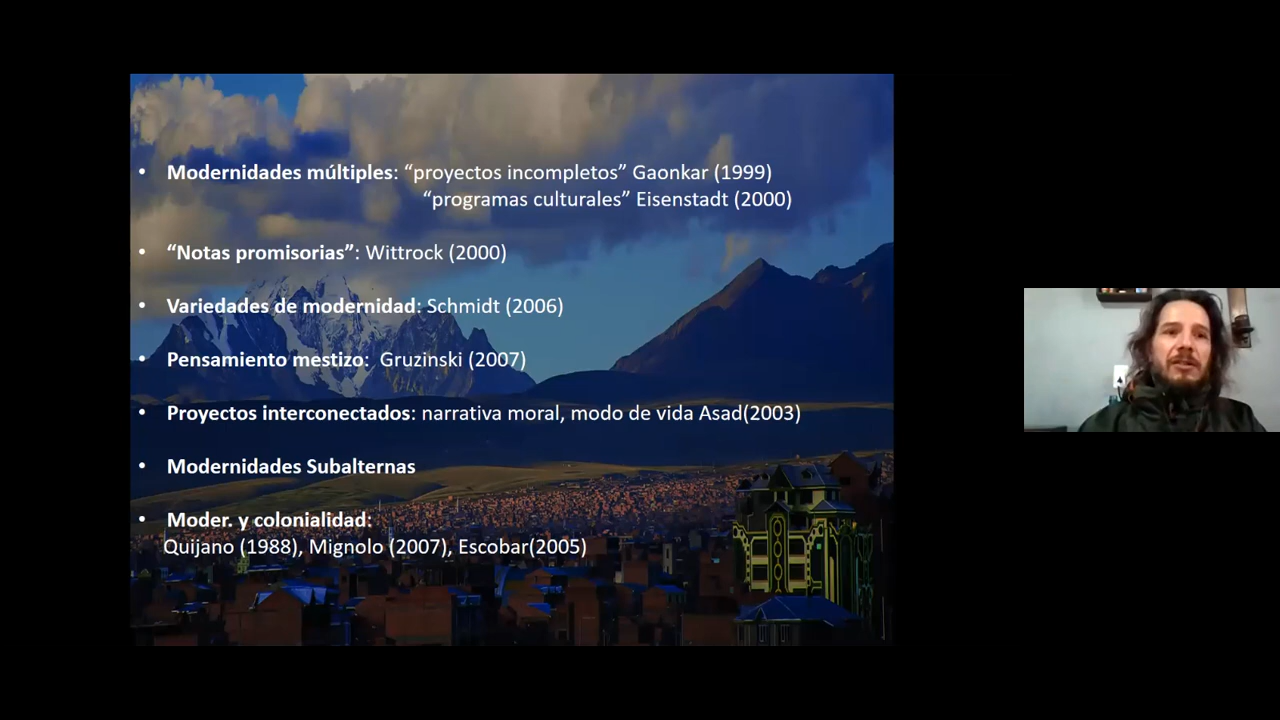 • Modernidades múltiples: “proyectos incompletos” Gaonkar (1999)
“programas culturales” Eisenstadt (2000)
• “Notas promisorias”: Wittrock (2000)
• Variedades de modernidad: Schmidt (2006)
• Pensamiento mestizo: Gruzinski (2007)
• Proyectos interconectados: narrativa moral, modo de vida Asad(2003)
• Modernidades Subalternas
• Moder. y colonialidad:
Quijano (1988), Mignolo (2007), Escobar(2005)